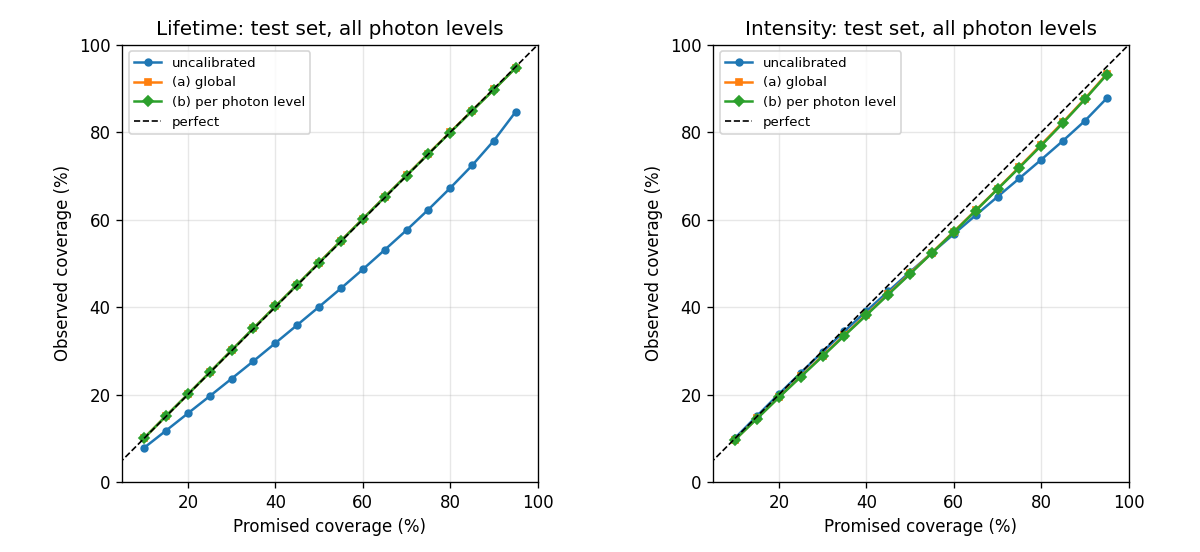 Lifetime: test set, all photon levels
100
80
60
40
20
0
20
40
60
80
100
Observed coverage (%)
Promised coverage (%)
uncalibrated
(a) global
(b) per photon level
perfect
Intensity: test set, all photon levels
100
80
60
40
20
0
20
40
60
80
100
Observed coverage (%)
Promised coverage (%)
uncalibrated
(a) global
(b) per photon level
perfect